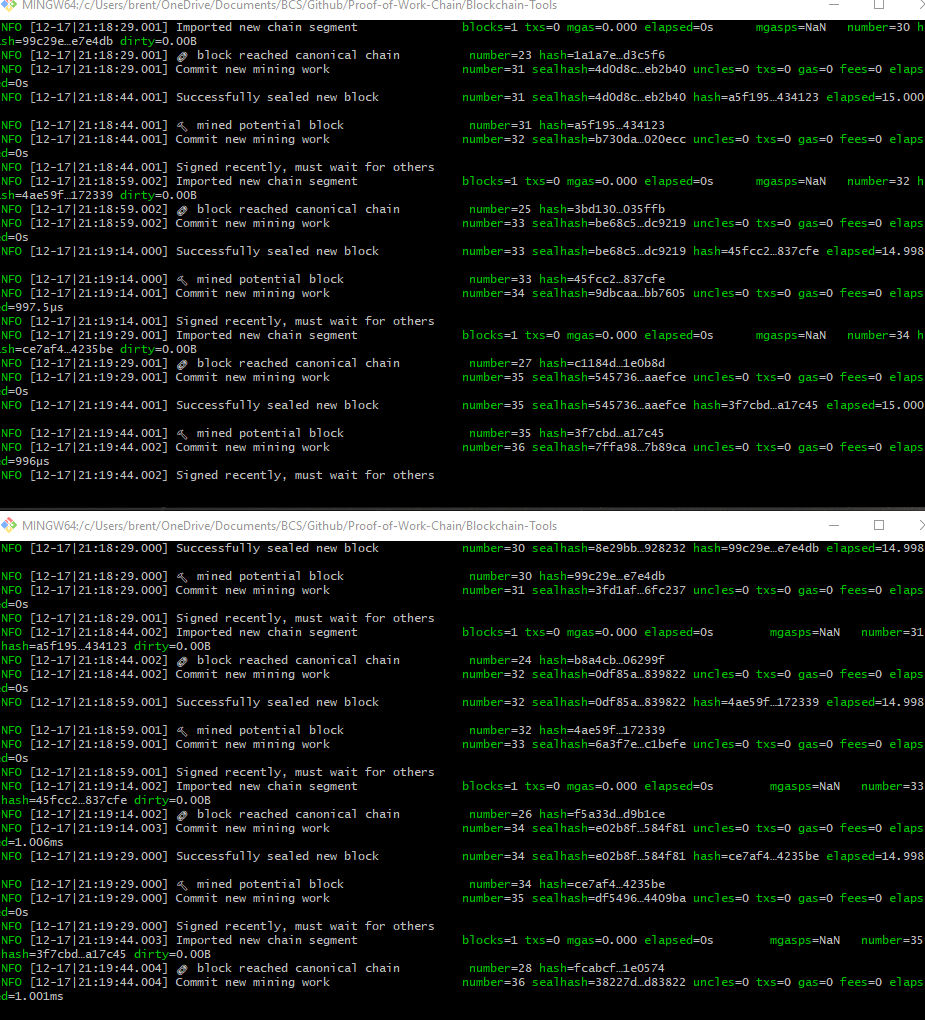 MINGW64:/c/Users/brent/OneDrive/Documents/BCS/Github/Proof-of-Work-Chain/Blockchain-Tools
NFO [12-17|21:18:29.001] Imported new chain segment blocks=1 txs=0 mgas=0.000 elapsed=0s mgasps=NaN number=30 h
sh=99c29e…e7e4db dirty=0.00B
NFO [12-17|21:18:29.001] 🔗 block reached canonical chain number=23 hash=1a1a7e…d3c5f6
NFO [12-17|21:18:29.001] Commit new mining work number=31 sealhash=4d0d8c…eb2b40 uncles=0 txs=0 gas=0 fees=0 elaps
d=0s
NFO [12-17|21:18:44.001] Successfully sealed new block number=31 sealhash=4d0d8c…eb2b40 hash=a5f195…434123 elapsed=15.000
NFO [12-17|21:18:44.001] 🔨 mined potential block number=31 hash=a5f195…434123
NFO [12-17|21:18:44.001] Commit new mining work number=32 sealhash=b730da…020ecc uncles=0 txs=0 gas=0 fees=0 elaps
d=0s
NFO [12-17|21:18:44.001] Signed recently, must wait for others
NFO [12-17|21:18:59.002] Imported new chain segment blocks=1 txs=0 mgas=0.000 elapsed=0s mgasps=NaN number=32 h
sh=4ae59f…172339 dirty=0.00B
NFO [12-17|21:18:59.002] 🔗 block reached canonical chain number=25 hash=3bd130…035ffb
NFO [12-17|21:18:59.002] Commit new mining work number=33 sealhash=be68c5…dc9219 uncles=0 txs=0 gas=0 fees=0 elaps
d=0s
NFO [12-17|21:19:14.000] Successfully sealed new block number=33 sealhash=be68c5…dc9219 hash=45fcc2…837cfe elapsed=14.998
NFO [12-17|21:19:14.000] 🔨 mined potential block number=33 hash=45fcc2…837cfe
NFO [12-17|21:19:14.001] Commit new mining work number=34 sealhash=9dbcaa…bb7605 uncles=0 txs=0 gas=0 fees=0 elaps
d=997.5µs
NFO [12-17|21:19:14.001] Signed recently, must wait for others
NFO [12-17|21:19:29.001] Imported new chain segment blocks=1 txs=0 mgas=0.000 elapsed=0s mgasps=NaN number=34 h
sh=ce7af4…4235be dirty=0.00B
NFO [12-17|21:19:29.001] 🔗 block reached canonical chain number=27 hash=c1184d…1e0b8d
NFO [12-17|21:19:29.001] Commit new mining work number=35 sealhash=545736…aaefce uncles=0 txs=0 gas=0 fees=0 elaps
d=0s
NFO [12-17|21:19:44.001] Successfully sealed new block number=35 sealhash=545736…aaefce hash=3f7cbd…a17c45 elapsed=15.000
NFO [12-17|21:19:44.001] 🔨 mined potential block number=35 hash=3f7cbd…a17c45
NFO [12-17|21:19:44.002] Commit new mining work number=36 sealhash=7ffa98…7b89ca uncles=0 txs=0 gas=0 fees=0 elaps
d=996µs
NFO [12-17|21:19:44.002] Signed recently, must wait for others
MINGW64:/c/Users/brent/OneDrive/Documents/BCS/Github/Proof-of-Work-Chain/Blockchain-Tools
NFO [12-17|21:18:29.000] Successfully sealed new block number=30 sealhash=8e29bb…928232 hash=99c29e…e7e4db elapsed=14.998
NFO [12-17|21:18:29.000] 🔨 mined potential block number=30 hash=99c29e…e7e4db
NFO [12-17|21:18:29.000] Commit new mining work number=31 sealhash=3fd1af…6fc237 uncles=0 txs=0 gas=0 fees=0 elaps
d=0s
NFO [12-17|21:18:29.000] Signed recently, must wait for others
NFO [12-17|21:18:44.002] Imported new chain segment blocks=1 txs=0 mgas=0.000 elapsed=0s mgasps=NaN number=31
hash=a5f195…434123 dirty=0.00B
NFO [12-17|21:18:44.002] 🔗 block reached canonical chain number=24 hash=b8a4cb…06299f
NFO [12-17|21:18:44.002] Commit new mining work number=32 sealhash=0df85a…839822 uncles=0 txs=0 gas=0 fees=0 elaps
d=0s
NFO [12-17|21:18:59.001] Successfully sealed new block number=32 sealhash=0df85a…839822 hash=4ae59f…172339 elapsed=14.998
NFO [12-17|21:18:59.001] 🔨 mined potential block number=32 hash=4ae59f…172339
NFO [12-17|21:18:59.001] Commit new mining work number=33 sealhash=6a3f7e…c1befe uncles=0 txs=0 gas=0 fees=0 elaps
d=0s
NFO [12-17|21:18:59.001] Signed recently, must wait for others
NFO [12-17|21:19:14.002] Imported new chain segment blocks=1 txs=0 mgas=0.000 elapsed=0s mgasps=NaN number=33
hash=45fcc2…837cfe dirty=0.00B
NFO [12-17|21:19:14.002] 🔗 block reached canonical chain number=26 hash=f5a33d…d9b1ce
NFO [12-17|21:19:14.003] Commit new mining work number=34 sealhash=e02b8f…584f81 uncles=0 txs=0 gas=0 fees=0 elaps
d=1.006ms
NFO [12-17|21:19:29.000] Successfully sealed new block number=34 sealhash=e02b8f…584f81 hash=ce7af4…4235be elapsed=14.998
NFO [12-17|21:19:29.000] 🔨 mined potential block number=34 hash=ce7af4…4235be
NFO [12-17|21:19:29.000] Commit new mining work number=35 sealhash=df5496…4409ba uncles=0 txs=0 gas=0 fees=0 elaps
d=0s
NFO [12-17|21:19:29.000] Signed recently, must wait for others
NFO [12-17|21:19:44.003] Imported new chain segment blocks=1 txs=0 mgas=0.000 elapsed=0s mgasps=NaN number=35
hash=3f7cbd…a17c45 dirty=0.00B
NFO [12-17|21:19:44.004] 🔗 block reached canonical chain number=28 hash=fcabcf…1e0574
NFO [12-17|21:19:44.004] Commit new mining work number=36 sealhash=38227d…d83822 uncles=0 txs=0 gas=0 fees=0 elaps
d=1.001ms